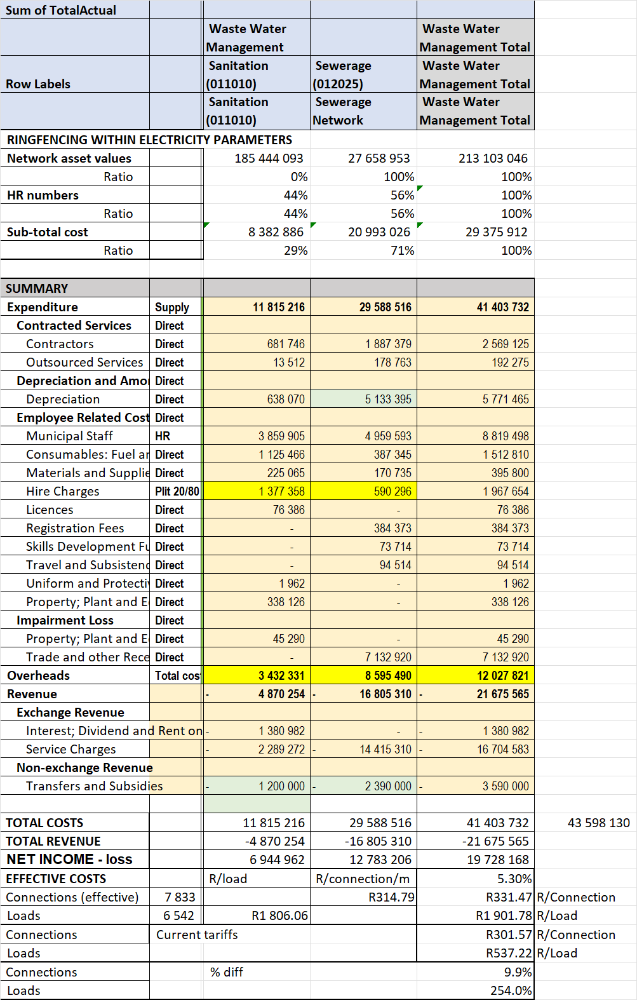 Sum of TotalActual
Waste Water Management Waste Water Management Total
Row Labels Sanitation (011010) Sewerage (012025) Waste Water Management Total
Sanitation (011010) Sewerage Network Waste Water Management Total
RINGFENCING WITHIN ELECTRICITY PARAMETERS
Network asset values 185 444 093 27 658 953 213 103 046
Ratio 0% 100% 100%
HR numbers 44% 56% 100%
Ratio 44% 56% 100%
Sub-total cost 8 382 886 20 993 026 29 375 912
Ratio 29% 71% 100%
SUMMARY
Expenditure Supply 11 815 216 29 588 516 41 403 732
Contracted Services Direct
Contractors Direct 681 746 1 887 379 2 569 125
Outsourced Services Direct 13 512 178 763 192 275
Depreciation and Amor Direct
Depreciation Direct 638 070 5 133 395 5 771 465
Employee Related Cost Direct
Municipal Staff HR 3 859 905 4 959 593 8 819 498
Consumables: Fuel ar Direct 1 125 466 387 345 1 512 810
Materials and Supplie Direct 225 065 170 735 395 800
Hire Charges Plit 20/80 1 377 358 590 296 1 967 654
Licences Direct 76 386 - 76 386
Registration Fees Direct - 384 373 384 373
Skills Development Fu Direct - 73 714 73 714
Travel and Subsistenc Direct - 94 514 94 514
Uniform and Protectiv Direct 1 962 - 1 962
Property; Plant and E Direct 338 126 - 338 126
Impairment Loss Direct
Property; Plant and E Direct 45 290 - 45 290
Trade and other Rece Direct - 7 132 920 7 132 920
Overheads Total cos 3 432 331 8 595 490 12 027 821
Revenue - 4 870 254 - 16 805 310 - 21 675 565
Exchange Revenue
Interest; Dividend and Rent on - 1 380 982 - - 1 380 982
Service Charges - 2 289 272 - 14 415 310 - 16 704 583
Non-exchange Revenue
Transfers and Subsidies - 1 200 000 - 2 390 000 - 3 590 000
TOTAL COSTS 11 815 216 29 588 516 41 403 732 43 598 130
TOTAL REVENUE -4 870 254 -16 805 310 -21 675 565
NET INCOME - loss 6 944 962 12 783 206 19 728 168
EFFECTIVE COSTS R/load R/connection/m 5.30%
Connections (effective) 7 833 R314.79 R331.47 R/Connection
Loads 6 542 R1 806.06 R1 901.78 R/Load
Connections Current tariffs R301.57 R/Connection
Loads R537.22 R/Load
Connections % diff 9.9%
Loads 254.0%